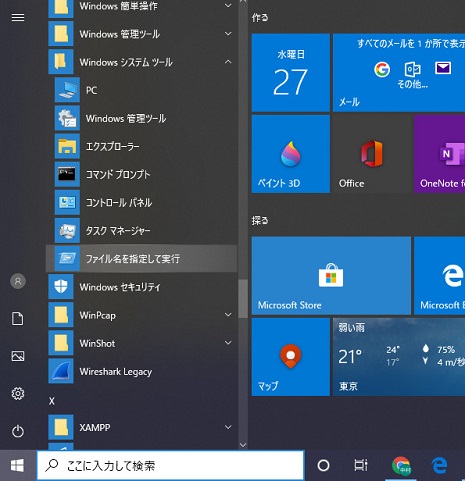 Windows 簡単操作
Windows 管理ツール
Windows システム ツール
PC
Windows 管理ツール
エクスプローラー
コマンド プロンプト
コントロール パネル
タスク マネージャー
ファイル名を指定して実行
Windows セキュリティ
WinPcap
WinShot
Wireshark Legacy
X
XAMPP
作る
水曜日
27
すべてのメールを 1 か所で表示
その他...
メール
ペイント 3D
Office
OneNote fo
探る
Microsoft Store
Microsoft E
マップ
弱い雨
21°
24°
17°
75%
4 m/秒
東京
ここに入力して検索